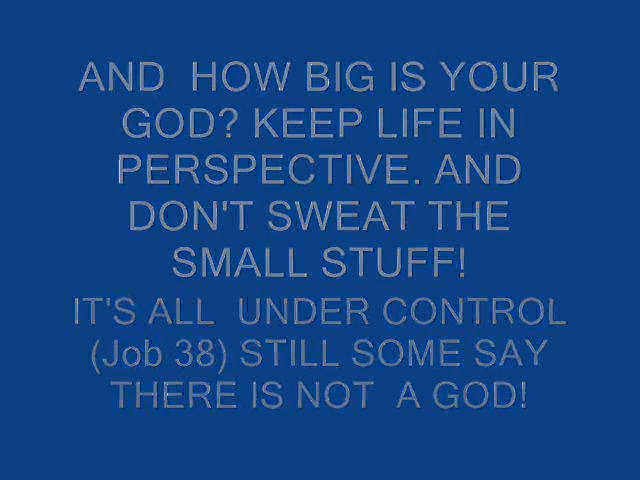 AND  HOW BIG IS YOUR
GOD? KEEP LIFE IN
PERSPECTIVE. AND
DON'T SWEAT THE
SMALL STUFF!
IT'S ALL  UNDER CONTROL
(Job 38) STILL SOME SAY
THERE IS NOT  A GOD!